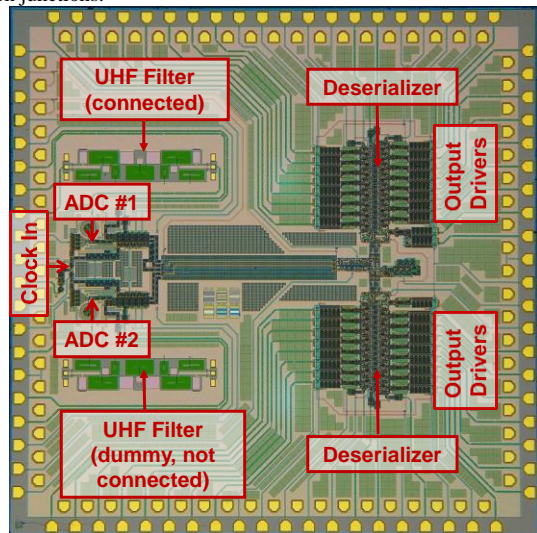 n junctions.
UHF Filter
(connected)
Deserializer
Output
Drivers
ADC #1
Clock In
ADC #2
Output
Drivers
UHF Filter
(dummy, not
connected)
Deserializer